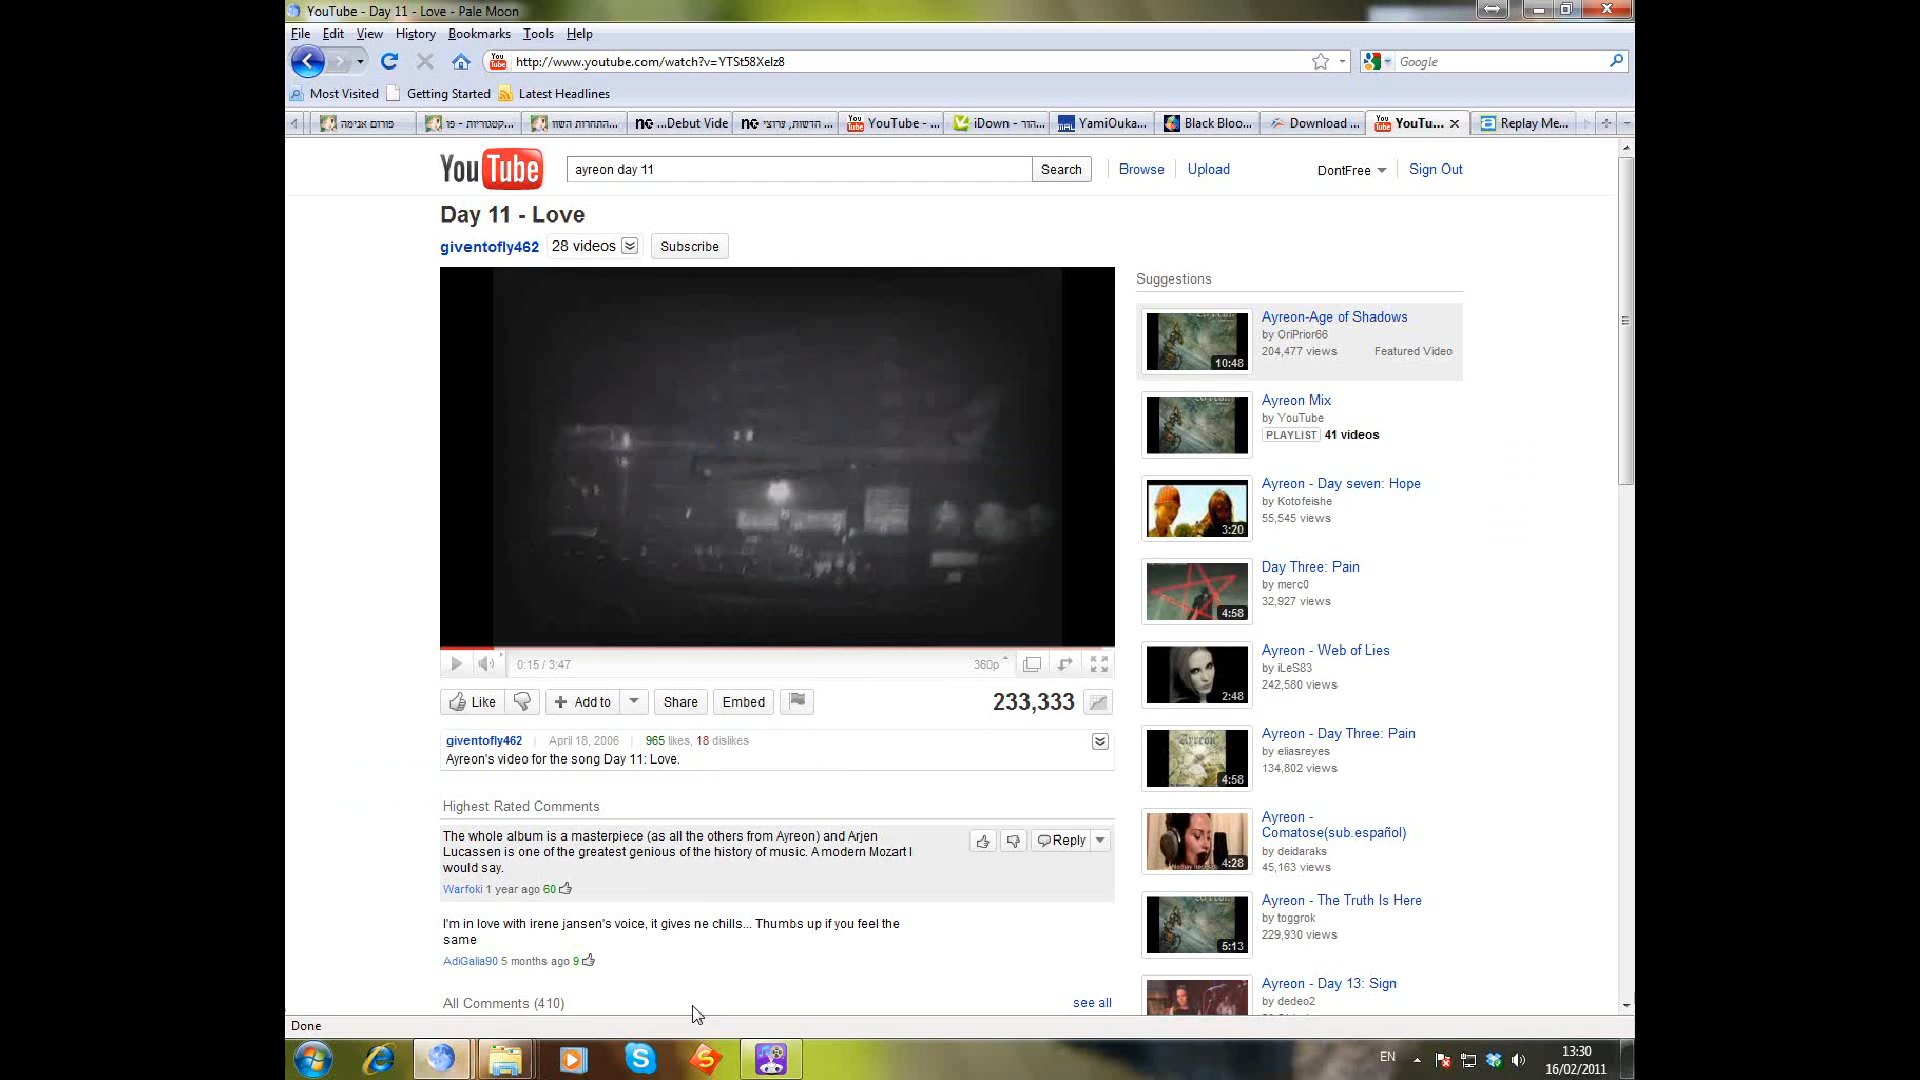 YouTube - Day 11 - Love - Pale Moon
File Edit View History Bookmarks Tools Help
http://www.youtube.com/watch?v=YTSt58Xelz8
Google
Most Visited Getting Started Latest Headlines
פורום אנימה
קטטריות - פו...
התחרות השוו...
...Debut Vide
חדשות, ערוצי...
YouTube - ...
iDown - הור...
YamiOuka...
Black Bloo...
Download ...
YouTu...
Replay Me...
YouTube
ayreon day 11
Search
Browse
Upload
DontFree
Sign Out
Day 11 - Love
giventofly462 28 videos Subscribe
0:15 / 3:47
360p
Like
Add to
Share
Embed
233,333
giventofly462 April 18, 2006 965 likes, 18 dislikes
Ayreon's video for the song Day 11: Love.
Highest Rated Comments
The whole album is a masterpiece (as all the others from Ayreon) and Arjen
Lucassen is one of the greatest genious of the history of music. A modern Mozart I
would say.
Reply
Warfoki 1 year ago 60
I'm in love with irene jansen's voice, it gives ne chills... Thumbs up if you feel the
same
AdiGalia90 5 months ago 9
All Comments (410)
see all
Suggestions
Ayreon-Age of Shadows
by OriPrior66
204,477 views Featured Video
10:48
Ayreon Mix
by YouTube
PLAYLIST 41 videos
Ayreon - Day seven: Hope
by Kotofeishe
55,545 views
3:20
Day Three: Pain
by merc0
32,927 views
4:58
Ayreon - Web of Lies
by iLeS83
242,580 views
2:48
Ayreon - Day Three: Pain
by eliasreyes
134,802 views
4:58
Ayreon -
Comatose(sub.español)
by deidaraks
45,163 views
4:28
Ayreon - The Truth Is Here
by toggrok
229,930 views
5:13
Ayreon - Day 13: Sign
by dedeo2
Done
EN
13:30
16/02/2011